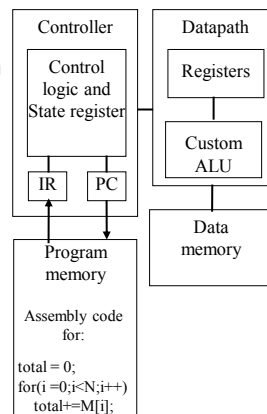 Controller
Control
logic and
State register
IR
PC
Datapath
Registers
Custom
ALU
Data
memory
Program
memory
Assembly code
for:
total = 0;
for(i =0;i<N;i++)
total+=M[i];